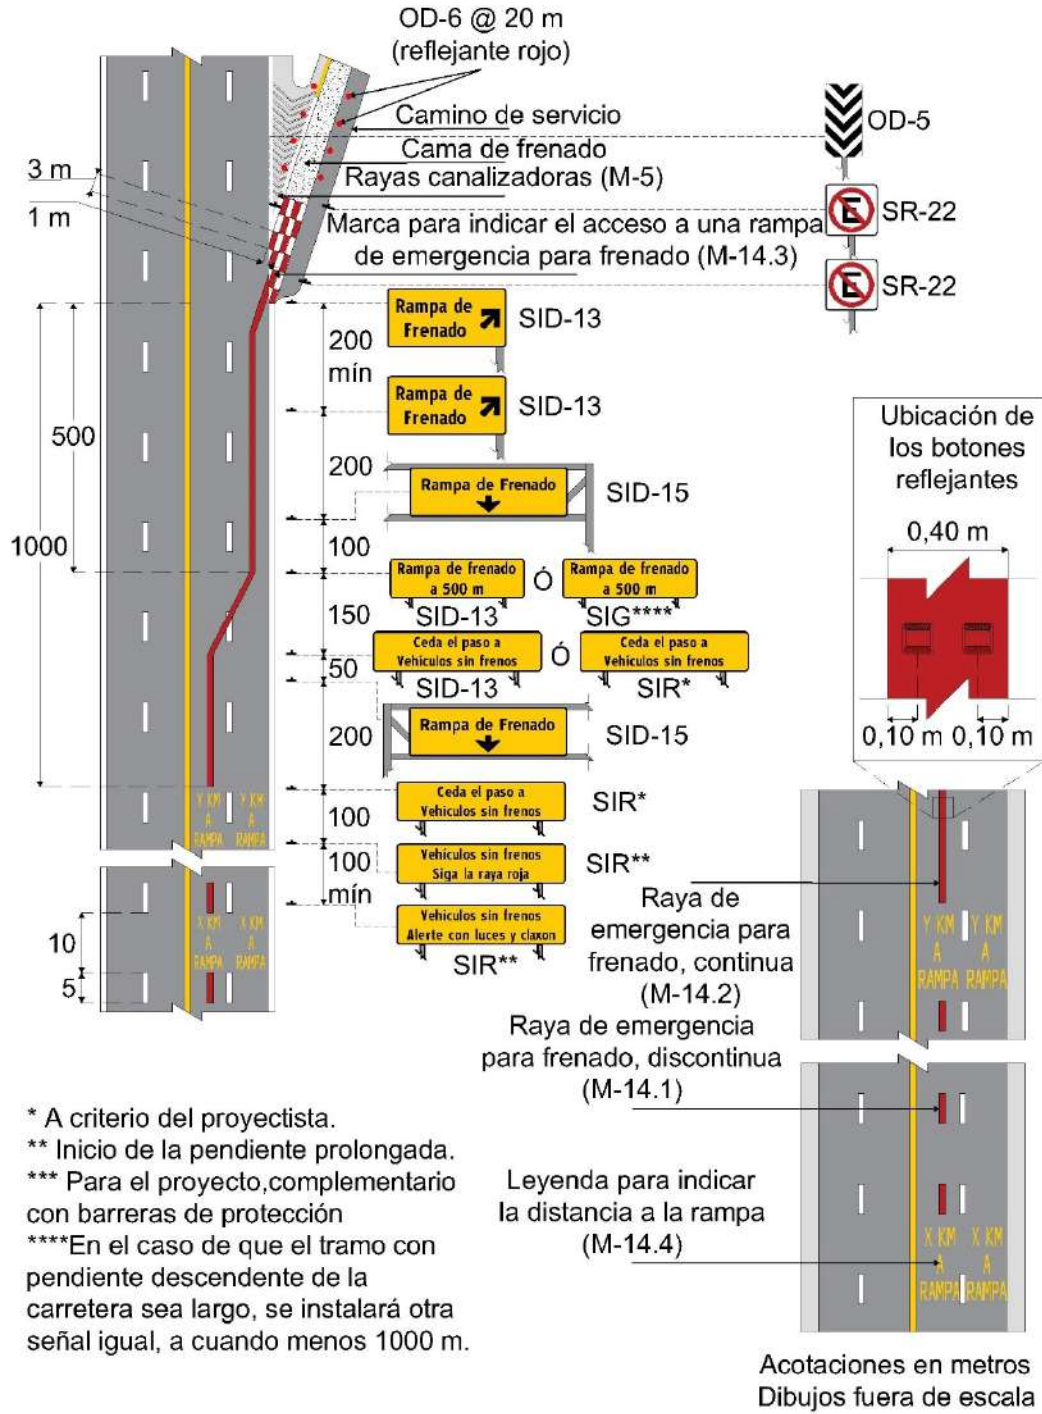 OD-6 @ 20 m
(reflejante rojo)
Camino de servicio
Cama de frenado
Rayas canalizadoras (M-5)
Marca para indicar el acceso a una rampa
de emergencia para frenado (M-14.3)
3 m
1 m
OD-5
E
SR-22
E
SR-22
Rampa de
Frenado
SID-13
200
mín
Rampa de
Frenado
SID-13
200
Rampa de Frenado
SID-15
500
1000
100
Rampa de frenado
a 500 m
SID-13
Ó
Rampa de frenado
a 500 m
SIG****
150
Ceda el paso a
Vehículos sin frenos
SID-13
Ó
Ceda el paso a
Vehículos sin frenos
SIR*
50
200
Rampa de Frenado
SID-15
Ceda el paso a
Vehículos sin frenos
SIR*
100
Vehículos sin frenos
Siga la raya roja
SIR**
100
mín
Vehículos sin frenos
Alerte con luces y claxon
SIR**
Y KM Y KM
A A
RAMPA RAMPA
X KM X KM
A A
RAMPA RAMPA
10
5
Ubicación de
los botones
reflejantes
0,40 m
0,10 m 0,10 m
Raya de
emergencia para
frenado, continua
(M-14.2)
Y KM Y KM
A A
RAMPA RAMPA
Raya de emergencia
para frenado, discontinua
(M-14.1)
Leyenda para indicar
la distancia a la rampa
(M-14.4)
X KM X KM
A A
RAMPA RAMPA
* A criterio del proyectista.
** Inicio de la pendiente prolongada.
*** Para el proyecto,complementario
con barreras de protección
****En el caso de que el tramo con
pendiente descendente de la
carretera sea largo, se instalará otra
señal igual, a cuando menos 1000 m.
Acotaciones en metros
Dibujos fuera de escala